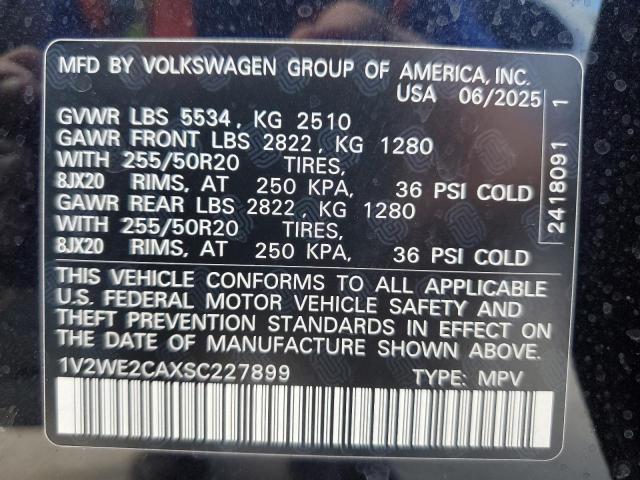 MFD BY VOLKSWAGEN GROUP OF AMERICA, INC.
USA 06/2025
GVWR LBS 5534, KG 2510
GAWR FRONT LBS 2822, KG 1280
WITH 255/50R20 TIRES,
8JX20 RIMS, AT 250 KPA, 36 PSI COLD
GAWR REAR LBS 2822, KG 1280
WITH 255/50R20 TIRES,
8JX20 RIMS, AT 250 KPA, 36 PSI COLD
THIS VEHICLE CONFORMS TO ALL APPLICABLE
U.S. FEDERAL MOTOR VEHICLE SAFETY AND
THEFT PREVENTION STANDARDS IN EFFECT ON
THE DATE OF MANUFACTURE SHOWN ABOVE.
1V2WE2CAXSC227899 TYPE: MPV
2418091 1